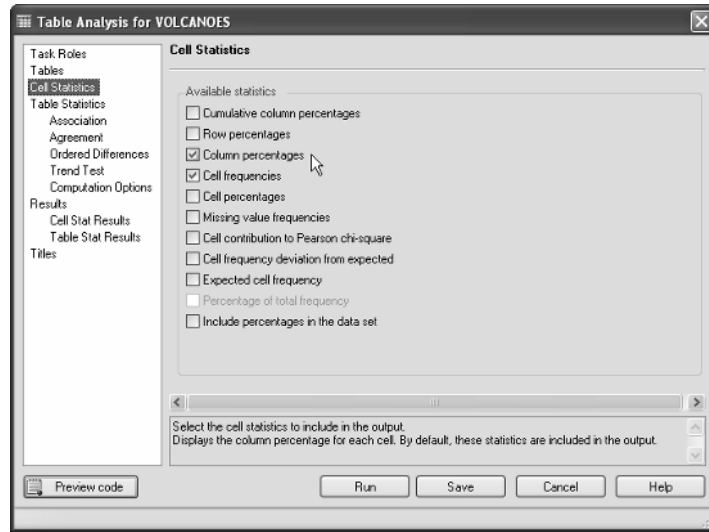 Table Analysis for VOLCANOES
Task Roles
Tables
Cell Statistics
Table Statistics
Association
Agreement
Ordered Differences
Trend Test
Computation Options
Results
Cell Stat Results
Table Stat Results
Titles
Cell Statistics
Available statistics
Cumulative column percentages
Row percentages
Column percentages
Cell frequencies
Cell percentages
Missing value frequencies
Cell contribution to Pearson chi-square
Cell frequency deviation from expected
Expected cell frequency
Percentage of total frequency
Include percentages in the data set
Select the cell statistics to include in the output.
Displays the column percentage for each cell. By default, these statistics are included in the output.
Preview code
Run
Save
Cancel
Help